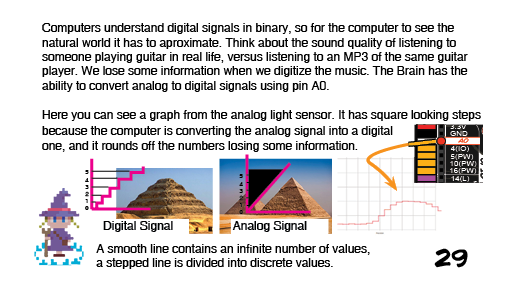 Computers understand digital signals in binary, so for the computer to see the
natural world it has to aproximate. Think about the sound quality of listening to
someone playing guitar in real life, versus listening to an MP3 of the same guitar
player. We lose some information when we digitize the music. The Brain has the
ability to convert analog to digital signals using pin A0.
Here you can see a graph from the analog light sensor. It has square looking steps
because the computer is converting the analog signal into a digital
one, and it rounds off the numbers losing some information.
3.3V
GND
A0
4(IO)
5(PW)
10(PW)
16(PW)
14(L)
5
4
3
2
1
0
5
4
3
2
1
0
Digital Signal
Analog Signal
A smooth line contains an infinite number of values,
a stepped line is divided into discrete values.
29